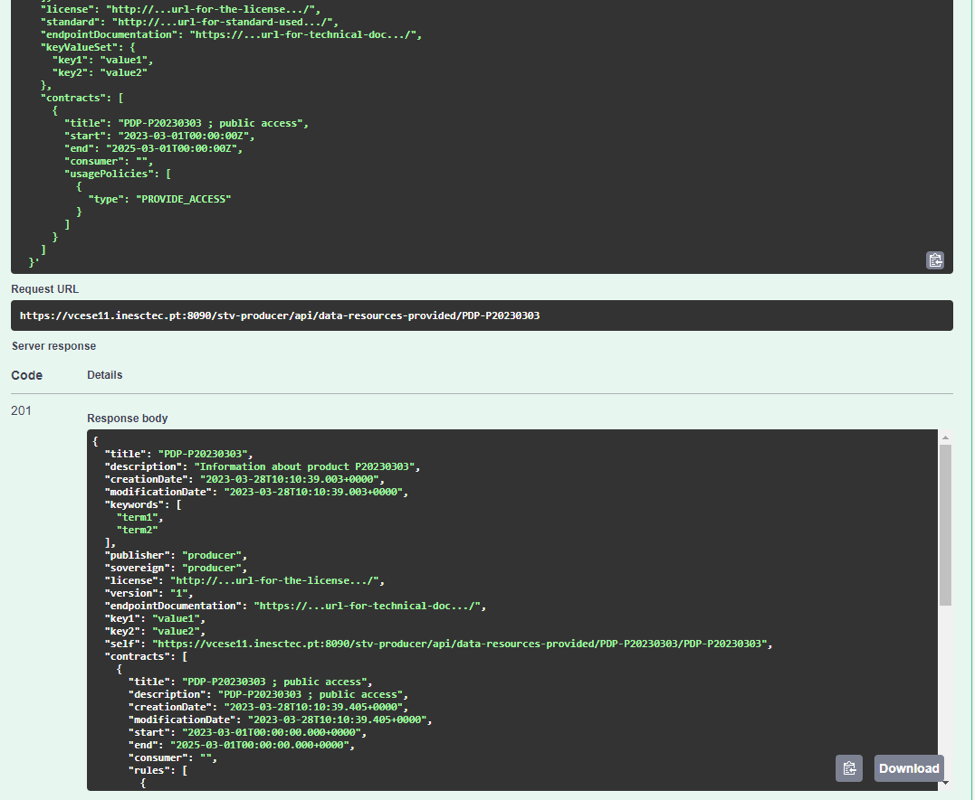 "license": "http://...url-for-the-license.../",
"standard": "http://...url-for-standard-used.../",
"endpointDocumentation": "https://...url-for-technical-doc.../",
"keyValueSet": {
"key1": "value1",
"key2": "value2"
},
"contracts": [
{
"title": "PDP-P20230303 ; public access",
"start": "2023-03-01T00:00:00Z",
"end": "2025-03-01T00:00:00Z",
"consumer": "",
"usagePolicies": [
{
"type": "PROVIDE_ACCESS"
}
]
}
]
}'
Request URL
https://vcese11.inesctec.pt:8090/stv-producer/api/data-resources-provided/PDP-P20230303
Server response
Code Details
201
Response body
{
"title": "PDP-P20230303",
"description": "Information about product P20230303",
"creationDate": "2023-03-28T10:10:39.003+0000",
"modificationDate": "2023-03-28T10:10:39.003+0000",
"keywords": [
"term1",
"term2"
],
"publisher": "producer",
"sovereign": "producer",
"license": "http://...url-for-the-license.../",
"version": "1",
"endpointDocumentation": "https://...url-for-technical-doc.../",
"key1": "value1",
"key2": "value2",
"self": "https://vcese11.inesctec.pt:8090/stv-producer/api/data-resources-provided/PDP-P20230303/PDP-P20230303",
"contracts": [
{
"title": "PDP-P20230303 ; public access",
"description": "PDP-P20230303 ; public access",
"creationDate": "2023-03-28T10:10:39.405+0000",
"modificationDate": "2023-03-28T10:10:39.405+0000",
"start": "2023-03-01T00:00:00.000+0000",
"end": "2025-03-01T00:00:00.000+0000",
"consumer": "",
"rules": [
{
Download